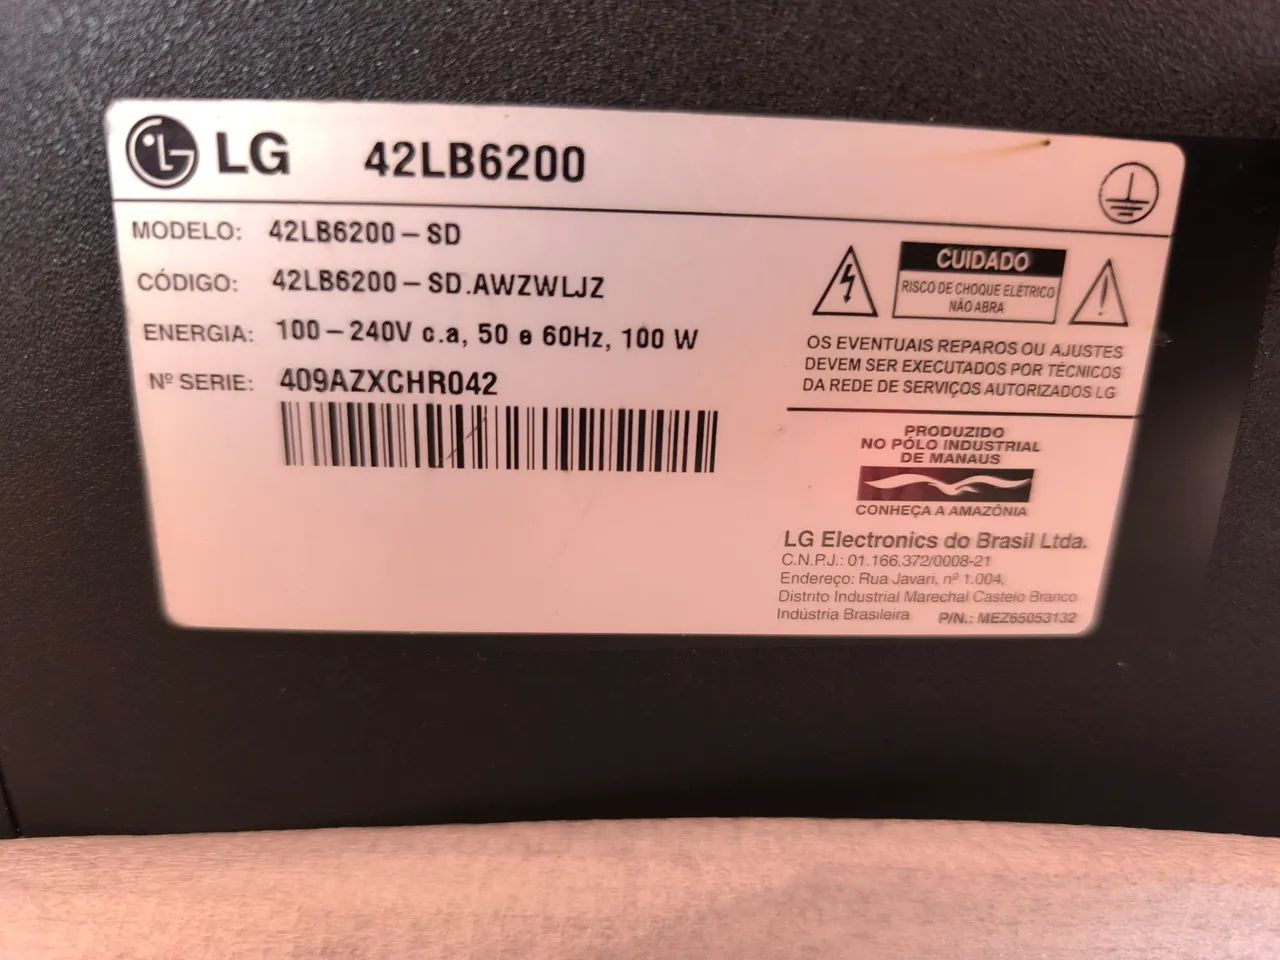 LG 42LB6200
MODELO: 42LB6200 – SD
CÓDIGO: 42LB6200 – SD.AWZWLJZ
ENERGIA: 100 – 240V c.a, 50 e 60Hz, 100 W
Nº SERIE: 409AZXCHR042
CUIDADO
RISCO DE CHOQUE ELÉTRICO
NÃO ABRA
OS EVENTUAIS REPAROS OU AJUSTES
DEVEM SER EXECUTADOS POR TÉCNICOS
DA REDE DE SERVIÇOS AUTORIZADOS LG
PRODUZIDO
NO PÓLO INDUSTRIAL
DE MANAUS
CONHEÇA A AMAZÔNIA
LG Electronics do Brasil Ltda.
C.N.P.J.: 01.166.372/0008-21
Endereço: Rua Javari, nº 1.004,
Distrito Industrial Marechal Castelo Branco
Indústria Brasileira P/N.: MEZ65053132